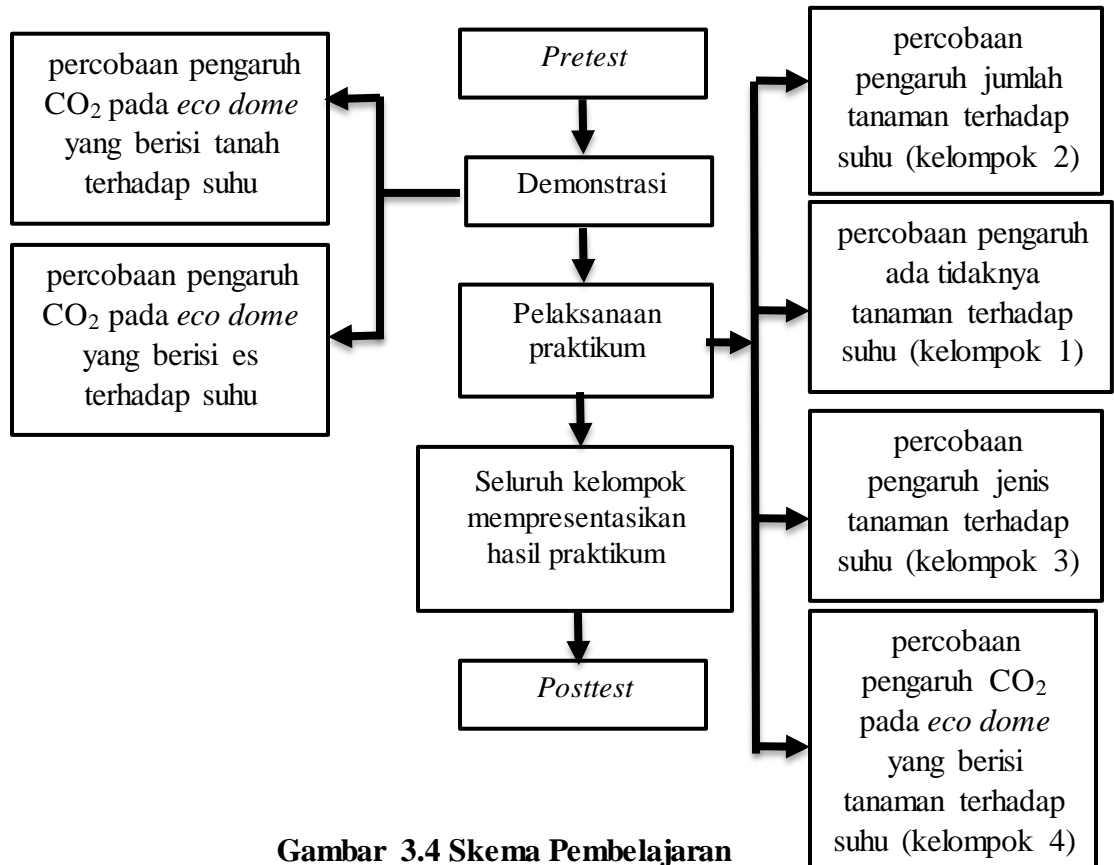 percobaan pengaruh
CO₂ pada eco dome
yang berisi tanah
terhadap suhu
percobaan pengaruh
CO₂ pada eco dome
yang berisi es
terhadap suhu
Pretest
Demonstrasi
Pelaksanaan
praktikum
Seluruh kelompok
mempresentasikan
hasil praktikum
Posttest
percobaan
pengaruh jumlah
tanaman terhadap
suhu (kelompok 2)
percobaan pengaruh
ada tidaknya
tanaman terhadap
suhu (kelompok 1)
percobaan
pengaruh jenis
tanaman terhadap
suhu (kelompok 3)
percobaan
pengaruh CO₂
pada eco dome
yang berisi
tanaman terhadap
suhu (kelompok 4)
Gambar 3.4 Skema Pembelajaran